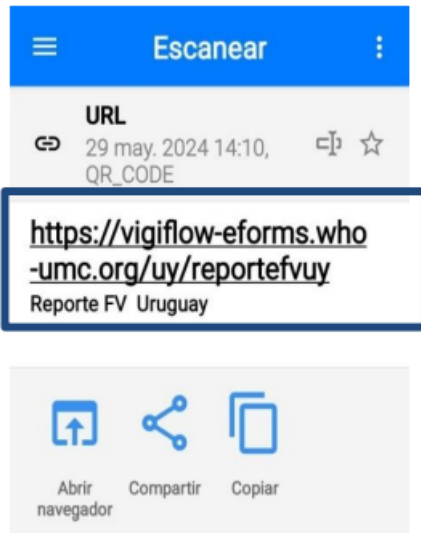 Escanear
URL
29 may. 2024 14:10,
QR_CODE
https://vigiflow-eforms.who
-umc.org/uy/reportefvuy
Reporte FV Uruguay
Abrir
navegador
Compartir
Copiar